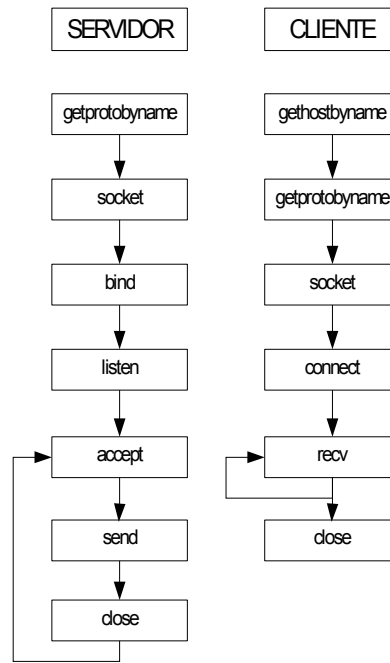 SERVIDOR
getprotobyname
socket
bind
listen
accept
send
close
CLIENTE
gethostbyname
getprotobyname
socket
connect
recv
close